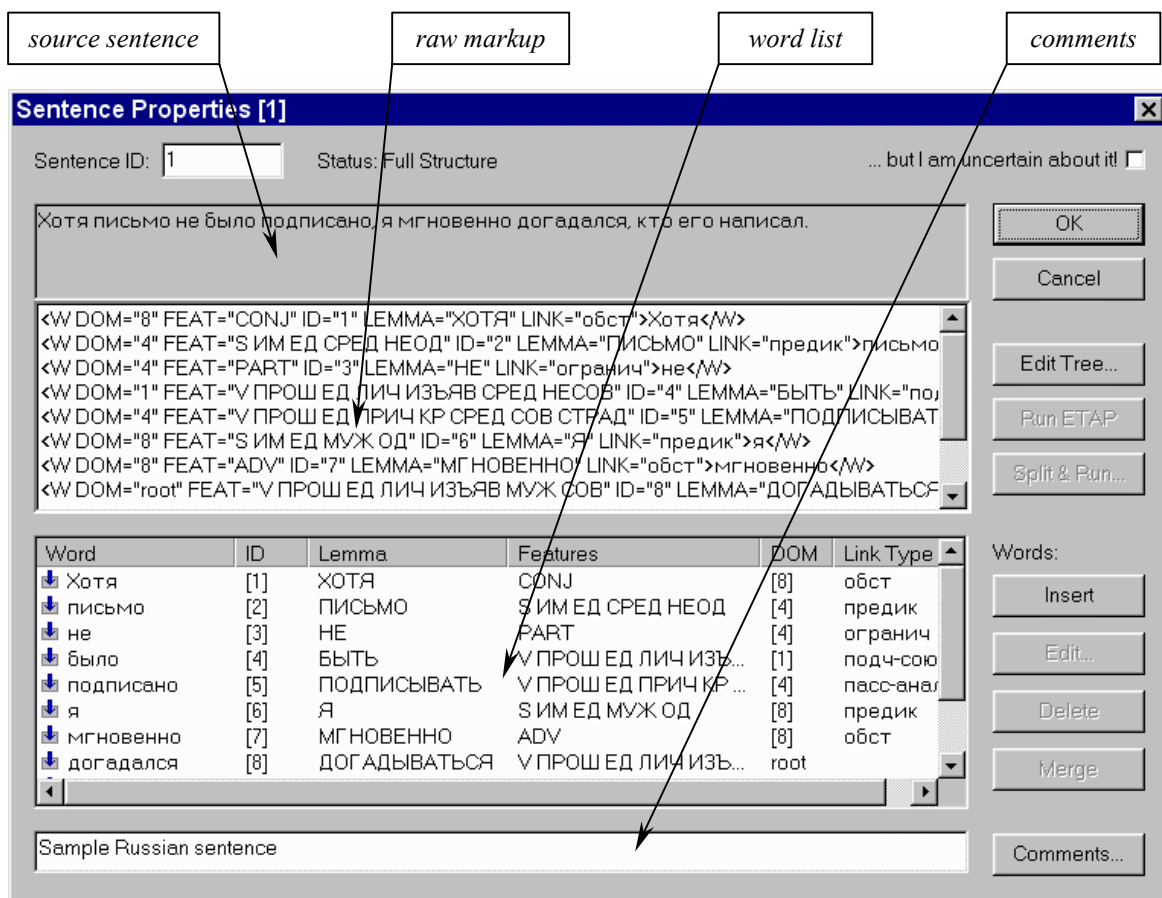 source sentence raw markup word list comments
Sentence Properties [1]
Sentence ID: 1 Status: Full Structure ... but I am uncertain about it!
Хотя письмо не было подписано, я мгновенно догадался, кто его написал.
OK
Cancel
<W DOM="8" FEAT="CONJ" ID="1" LEMMA="ХОТЯ" LINK="обст">Хотя</W>
<W DOM="4" FEAT="S ИМ ЕД СРЕД НЕОД" ID="2" LEMMA="ПИСЬМО" LINK="предик">письмо
<W DOM="4" FEAT="PART" ID="3" LEMMA="НЕ" LINK="огранич">не</W>
<W DOM="1" FEAT="V ПРОШ ЕД ЛИЧ ИЗЪЯВ СРЕД НЕСОВ" ID="4" LEMMA="БЫТЬ" LINK="под
<W DOM="4" FEAT="V ПРОШ ЕД ПРИЧ КР СРЕД СОВ СТРАД" ID="5" LEMMA="ПОДПИСЫВАТ
<W DOM="8" FEAT="S ИМ ЕД МУЖ ОД" ID="6" LEMMA="Я" LINK="предик">я</W>
<W DOM="8" FEAT="ADV" ID="7" LEMMA="МГНОВЕННО" LINK="обст">мгновенно</W>
<W DOM="root" FEAT="V ПРОШ ЕД ЛИЧ ИЗЪЯВ МУЖ СОВ" ID="8" LEMMA="ДОГАДЫВАТЬСЯ
Edit Tree...
Run ETAP
Split & Run...
Word ID Lemma Features DOM Link Type
Хотя [1] ХОТЯ CONJ [8] обст
письмо [2] ПИСЬМО S ИМ ЕД СРЕД НЕОД [4] предик
не [3] НЕ PART [4] огранич
было [4] БЫТЬ V ПРОШ ЕД ЛИЧ ИЗЪ... [1] подч-сою
подписано [5] ПОДПИСЫВАТЬ V ПРОШ ЕД ПРИЧ КР ... [4] пасс-анал
я [6] Я S ИМ ЕД МУЖ ОД [8] предик
мгновенно [7] МГНОВЕННО ADV [8] обст
догадался [8] ДОГАДЫВАТЬСЯ V ПРОШ ЕД ЛИЧ ИЗЪ... root
Words:
Insert
Edit...
Delete
Merge
Sample Russian sentence
Comments...